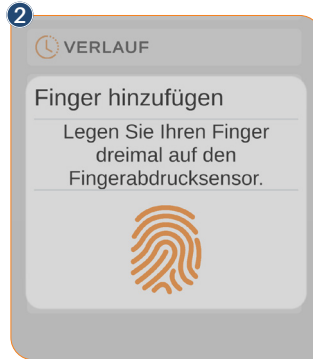 2
VERLAUF
Finger hinzufügen
Legen Sie Ihren Finger
dreimal auf den
Fingerabdrucksensor.